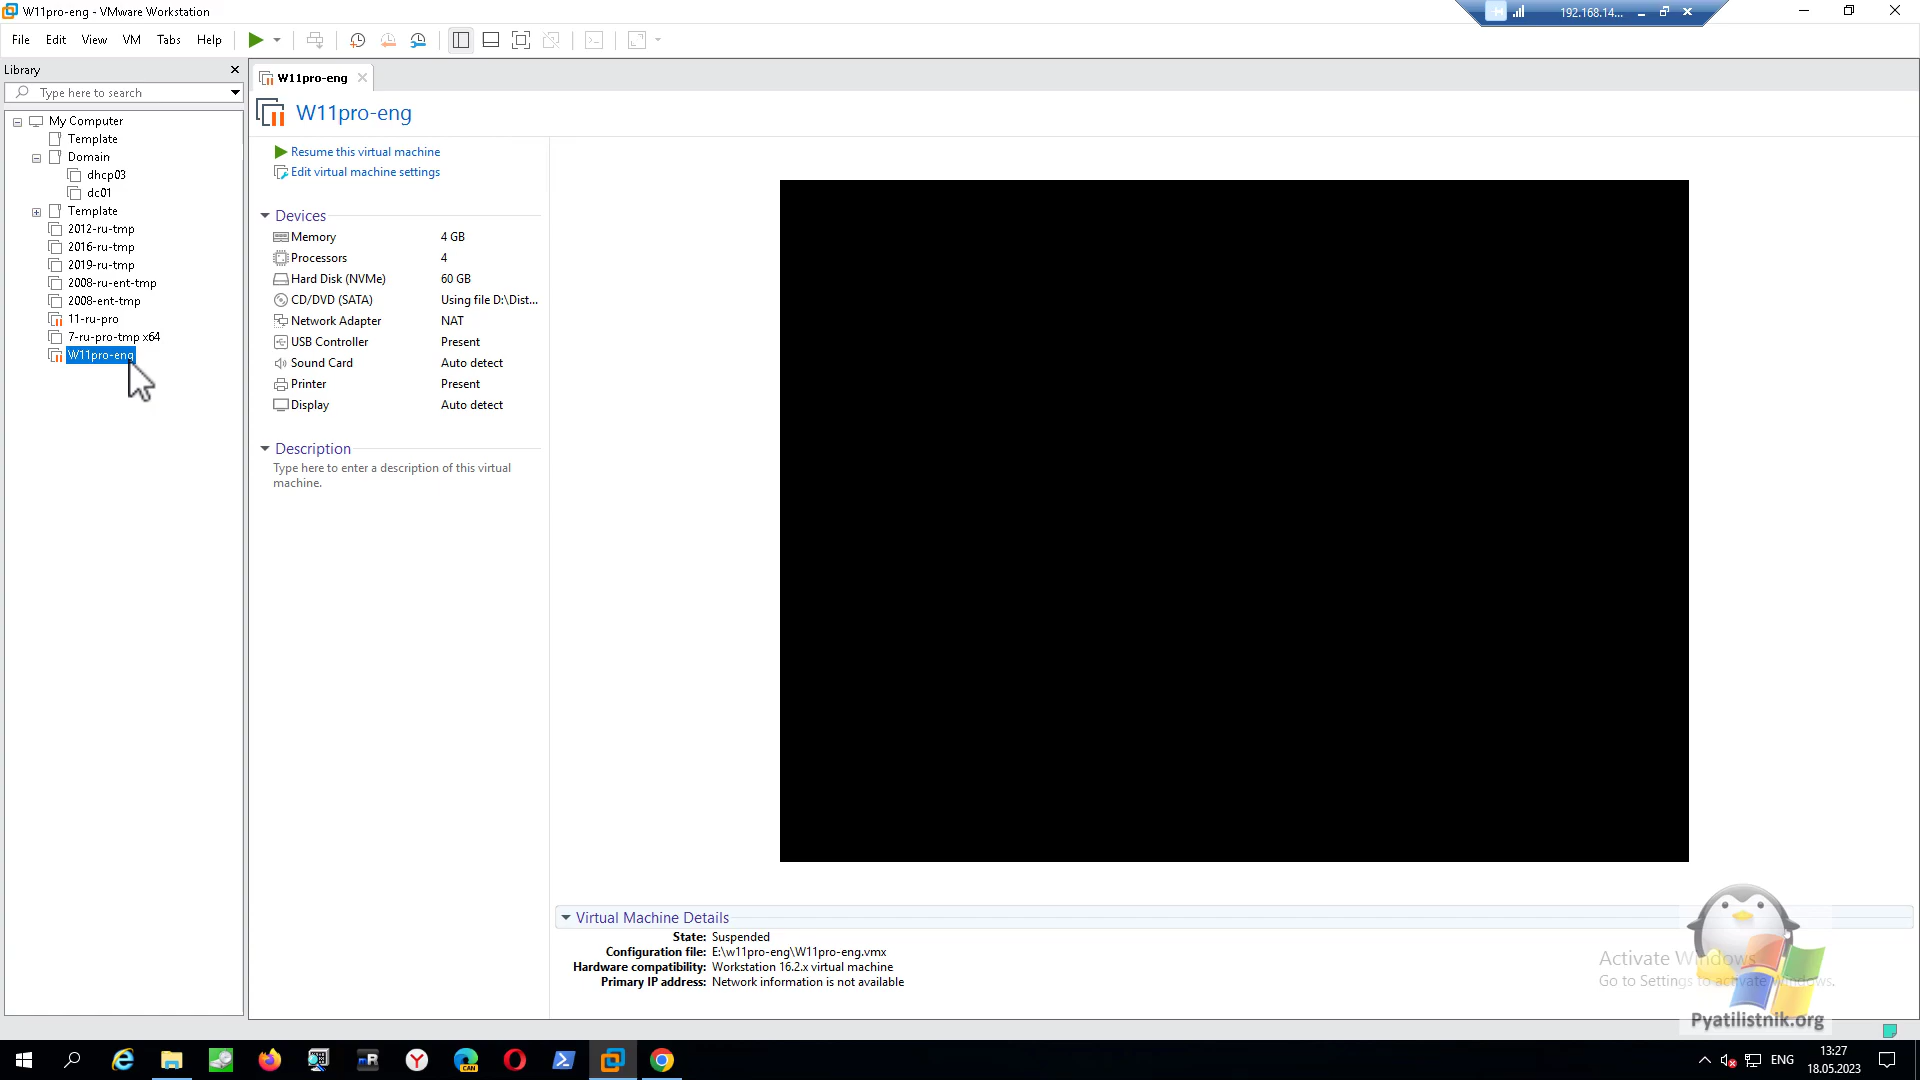 W11pro-eng - VMware Workstation
192.168.14...
File Edit View VM Tabs Help
Library
W11pro-eng
Type here to search
My Computer
Template
Domain
dhcp03
dc01
Template
2012-ru-tmp
2016-ru-tmp
2019-ru-tmp
2008-ru-ent-tmp
2008-ent-tmp
11-ru-pro
7-ru-pro-tmp x64
W11pro-eng
W11pro-eng
Resume this virtual machine
Edit virtual machine settings
Devices
Memory 4 GB
Processors 4
Hard Disk (NVMe) 60 GB
CD/DVD (SATA) Using file D:\Dist...
Network Adapter NAT
USB Controller Present
Sound Card Auto detect
Printer Present
Display Auto detect
Description
Type here to enter a description of this virtual
machine.
Virtual Machine Details
State: Suspended
Configuration file: E:\w11pro-eng\W11pro-eng.vmx
Hardware compatibility: Workstation 16.2.x virtual machine
Primary IP address: Network information is not available
Activate Windows
Go to Settings to activate Windows.
Pyatilistnik.org
CAN
ENG
13:27
18.05.2023